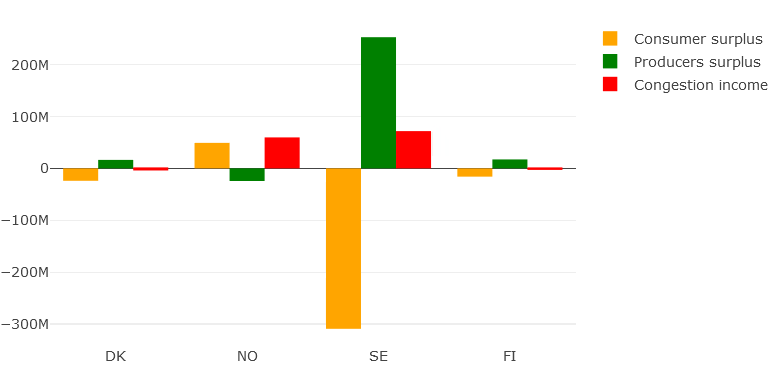 Consumer surplus
Producers surplus
Congestion income
200M
100M
0
−100M
−200M
−300M
DK NO SE FI